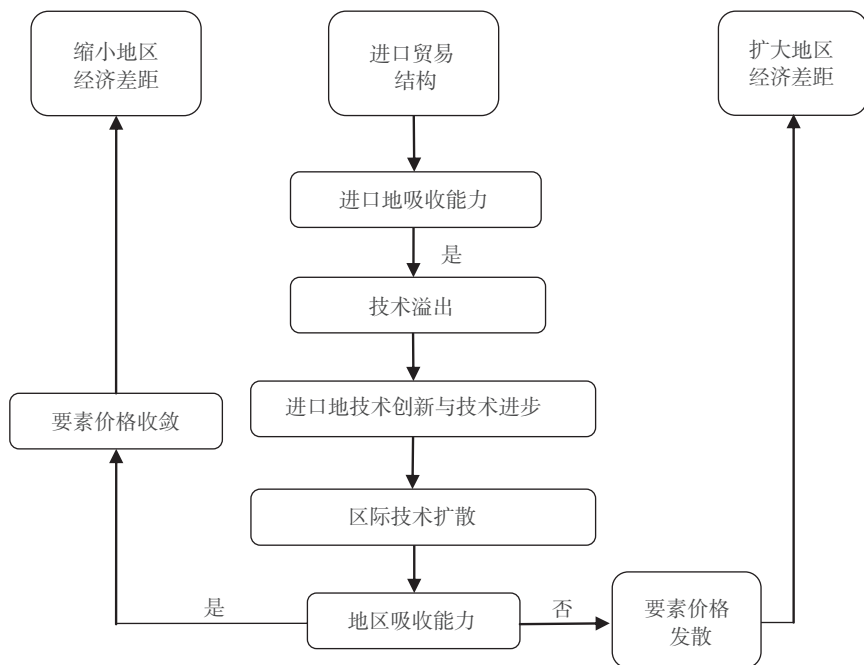 缩小地区
经济差距
进口贸易
结构
扩大地区
经济差距
进口地吸收能力
是
技术溢出
要素价格收敛
进口地技术创新与技术进步
区际技术扩散
是
地区吸收能力
否
要素价格
发散